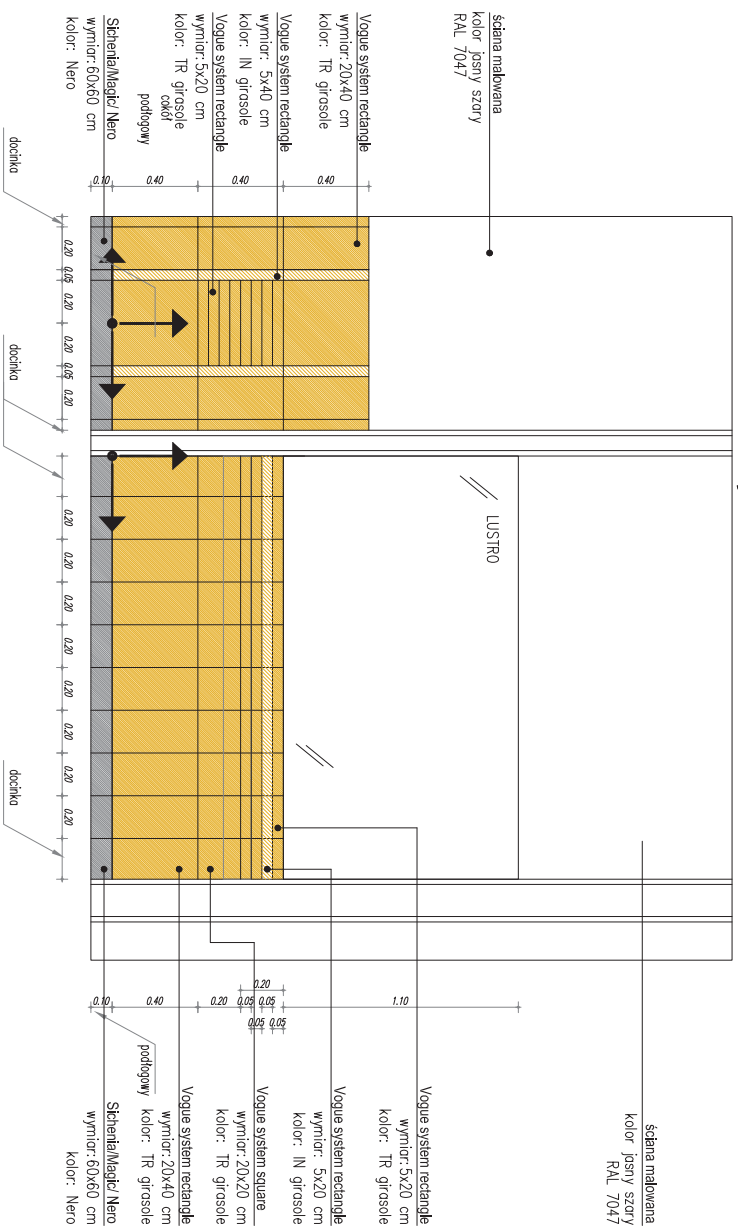 ściana malowana
kolor jasny szary
RAL 7047
Vogue system rectangle
wymiar: 20x40 cm
kolor: TR girasole
Vogue system rectangle
wymiar: 5x40 cm
kolor: IN girasole
Vogue system rectangle
wymiar: 5x20 cm
kolor: TR girasole
cokół
podłogowy
Sichenia/Magic/ Nero
wymiar: 60x60 cm
kolor: Nero
0.40
0.40
0.40
0.10
docinka
0.20
0.05
0.20
0.20
0.05
0.20
docinka
0.20
0.20
0.20
0.20
0.20
0.20
0.20
0.20
docinka
LUSTRO
1.10
0.20
0.05
0.05
0.05
0.05
0.20
0.40
0.10
ściana malowana
kolor jasny szary
RAL 7047
Vogue system rectangle
wymiar: 5x20 cm
kolor: TR girasole
Vogue system rectangle
wymiar: 5x20 cm
kolor: IN girasole
Vogue system square
wymiar: 20x20 cm
kolor: TR girasole
Vogue system rectangle
wymiar: 20x40 cm
kolor: TR girasole
podłogowy
Sichenia/Magic/ Nero
wymiar: 60x60 cm
kolor: Nero